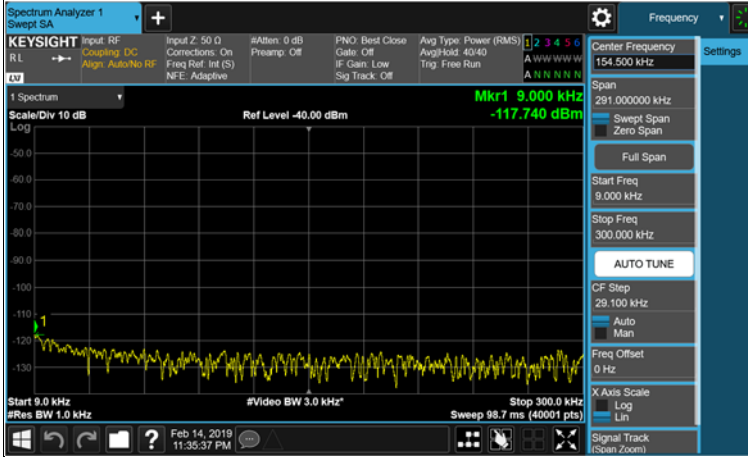 Spectrum Analyzer 1
Swept SA
+
Frequency
KEYSIGHT
RL
LXI
Input: RF
Coupling: DC
Align: Auto/No RF
Input Z: 50 Ω
Corrections: On
Freq Ref: Int (S)
NFE: Adaptive
#Atten: 0 dB
Preamp: Off
PNO: Best Close
Gate: Off
IF Gain: Low
Sig Track: Off
Avg Type: Power (RMS)
Avg|Hold: 40/40
Trig: Free Run
1 2 3 4 5 6
A W W W W W
A N N N N N
1 Spectrum
Scale/Div 10 dB
Log
Ref Level -40.00 dBm
Mkr1 9.000 kHz
-117.740 dBm
-50.0
-60.0
-70.0
-80.0
-90.0
-100
-110
-120
-130
1
Start 9.0 kHz
#Res BW 1.0 kHz
#Video BW 3.0 kHz*
Stop 300.0 kHz
Sweep 98.7 ms (40001 pts)
Feb 14, 2019
11:35:37 PM
Center Frequency
154.500 kHz
Settings
Span
291.000000 kHz
Swept Span
Zero Span
Full Span
Start Freq
9.000 kHz
Stop Freq
300.000 kHz
AUTO TUNE
CF Step
29.100 kHz
Auto
Man
Freq Offset
0 Hz
X Axis Scale
Log
Lin
Signal Track
(Span Zoom)